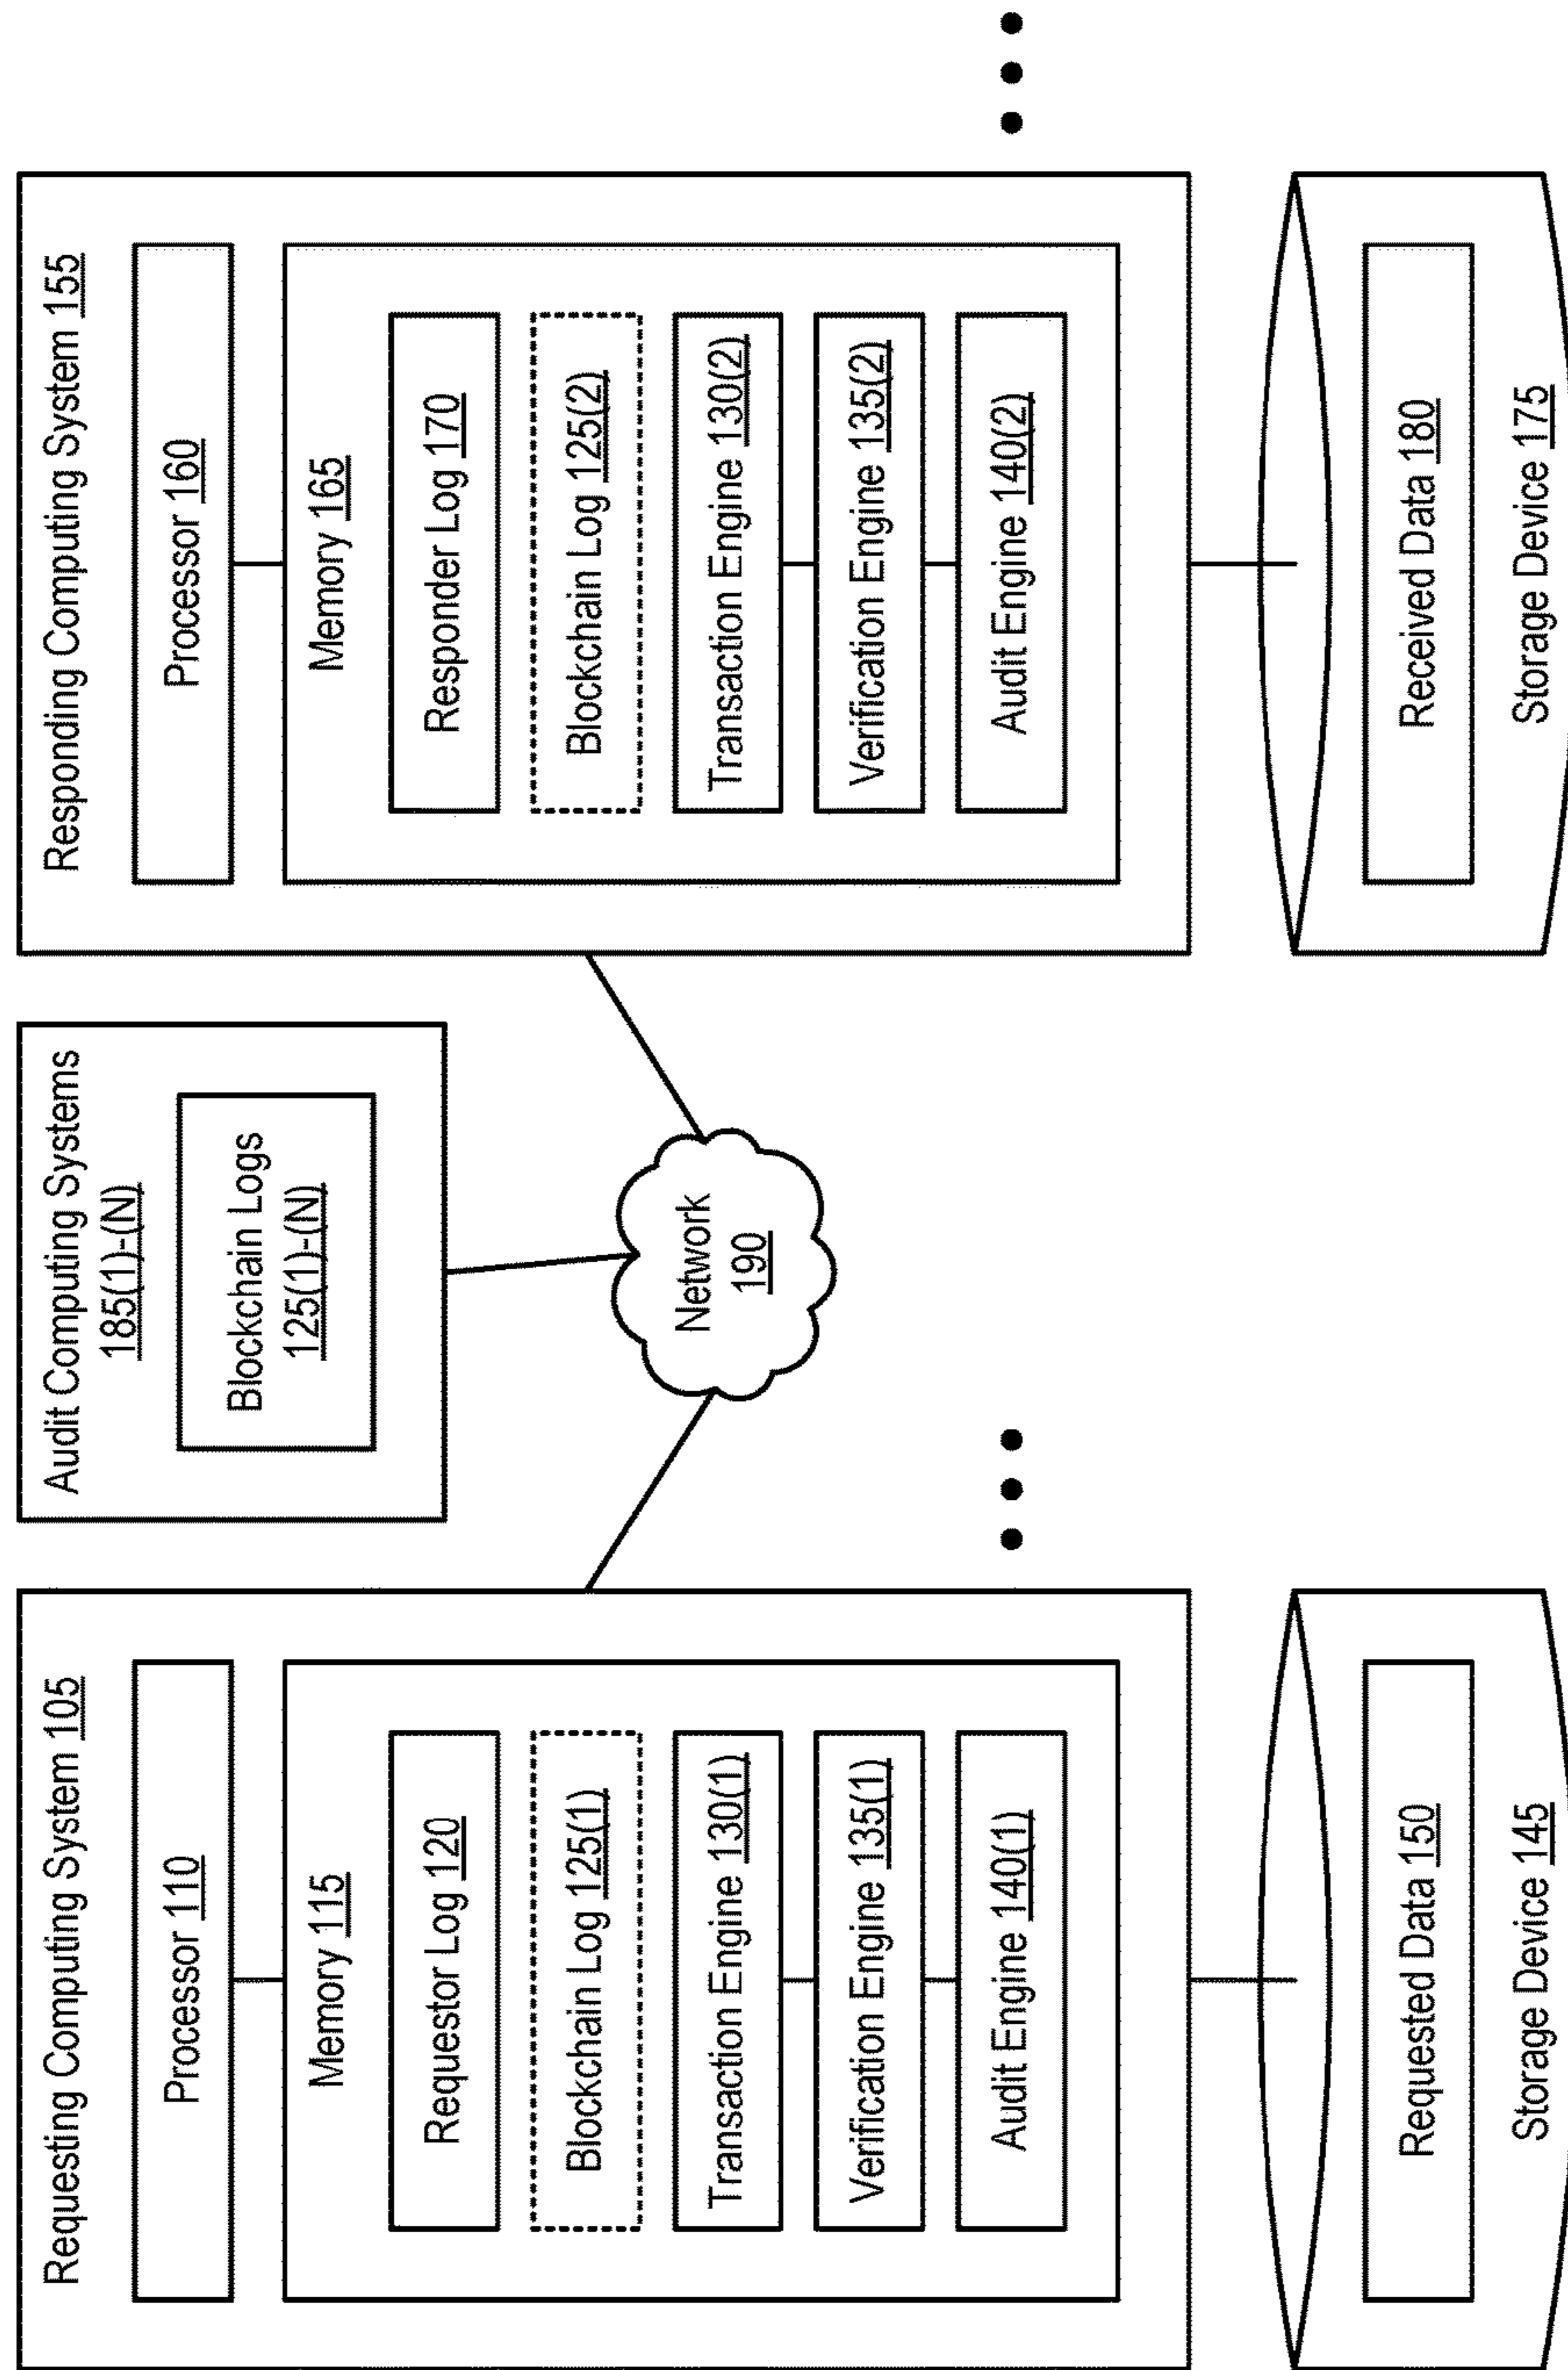 Requesting Computing System 105
Processor 110
Memory 115
Requestor Log 120
Blockchain Log 125(1)
Transaction Engine 130(1)
Verification Engine 135(1)
Audit Engine 140(1)
Requested Data 150
Storage Device 145
Audit Computing Systems
185(1)-(N)
Blockchain Logs
125(1)-(N)
Network
190
Responding Computing System 155
Processor 160
Memory 165
Responder Log 170
Blockchain Log 125(2)
Transaction Engine 130(2)
Verification Engine 135(2)
Audit Engine 140(2)
Received Data 180
Storage Device 175